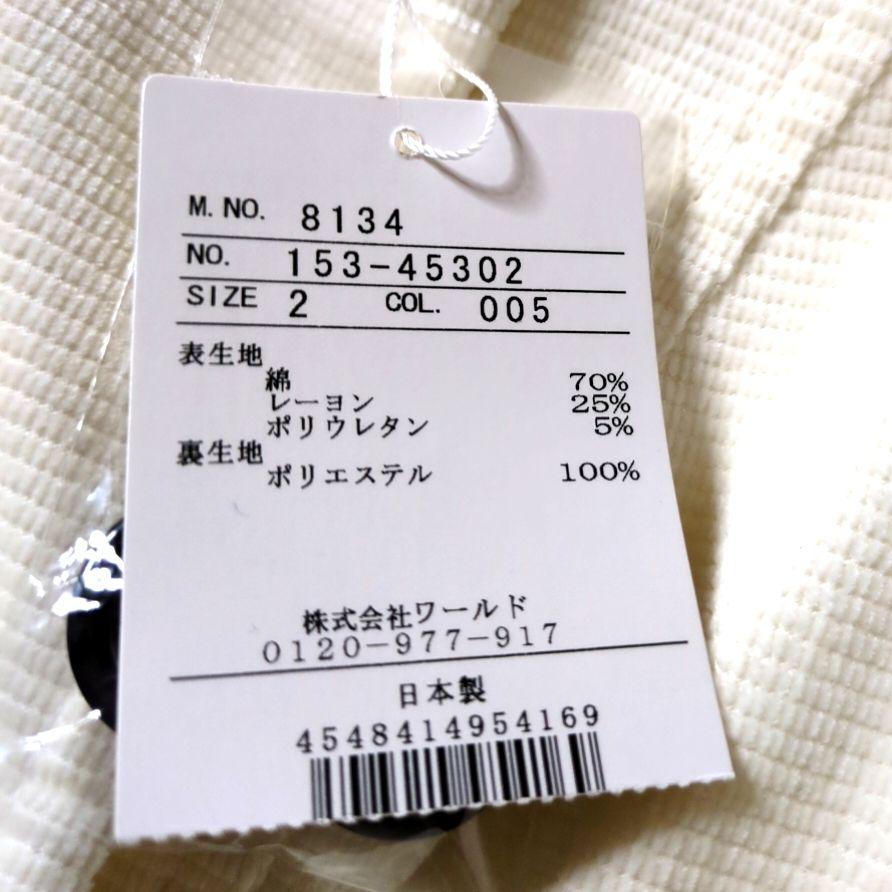 M. NO. 8134
NO. 153-45302
SIZE 2 COL. 005
表生地
綿 70%
レーヨン 25%
ポリウレタン 5%
裏生地
ポリエステル 100%
株式会社ワールド
0120-977-917
日本製
4548414954169